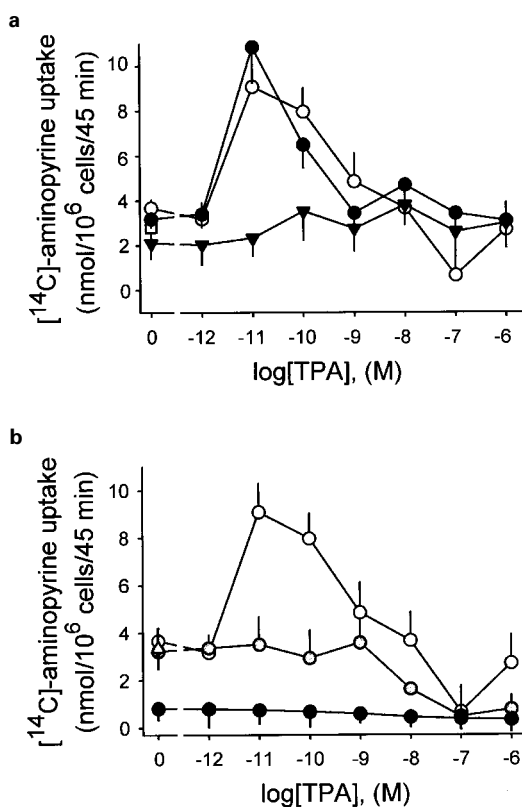 a
[14C]-aminopyrine uptake
(nmol/10^6 cells/45 min)
10
8
6
4
2
0
0 -12 -11 -10 -9 -8 -7 -6
log[TPA], (M)
b
[14C]-aminopyrine uptake
(nmol/10^6 cells/45 min)
10
8
6
4
2
0
0 -12 -11 -10 -9 -8 -7 -6
log[TPA], (M)